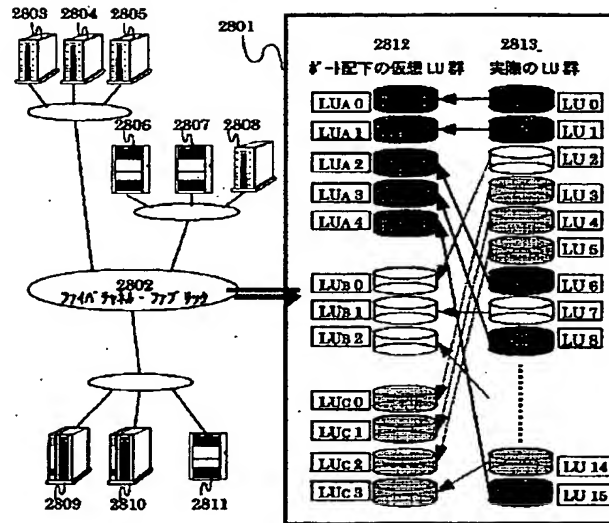 2803 2804 2805
2801
2806 2807 2808
2802
ファイバチャネル-ファブリック
2809 2810 2811
2812
ポート配下の仮想LU群
LUA 0
LUA 1
LUA 2
LUA 3
LUA 4
LUB 0
LUB 1
LUB 2
LUC 0
LUC 1
LUC 2
LUC 3
2813
実際のLU群
LU 0
LU 1
LU 2
LU 3
LU 4
LU 5
LU 6
LU 7
LU 8
LU 14
LU 15